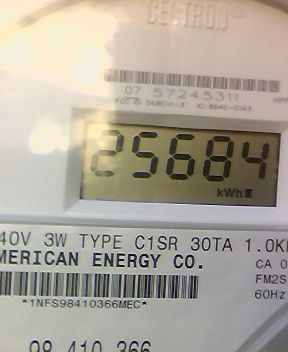 CENTRON®
07 57245311
25684
kWh
40V 3W TYPE C1SR 30TA 1.0K
MERICAN ENERGY CO.
CA 0
FM2S
*1NFS98410366MEC*
60Hz
98 410 366